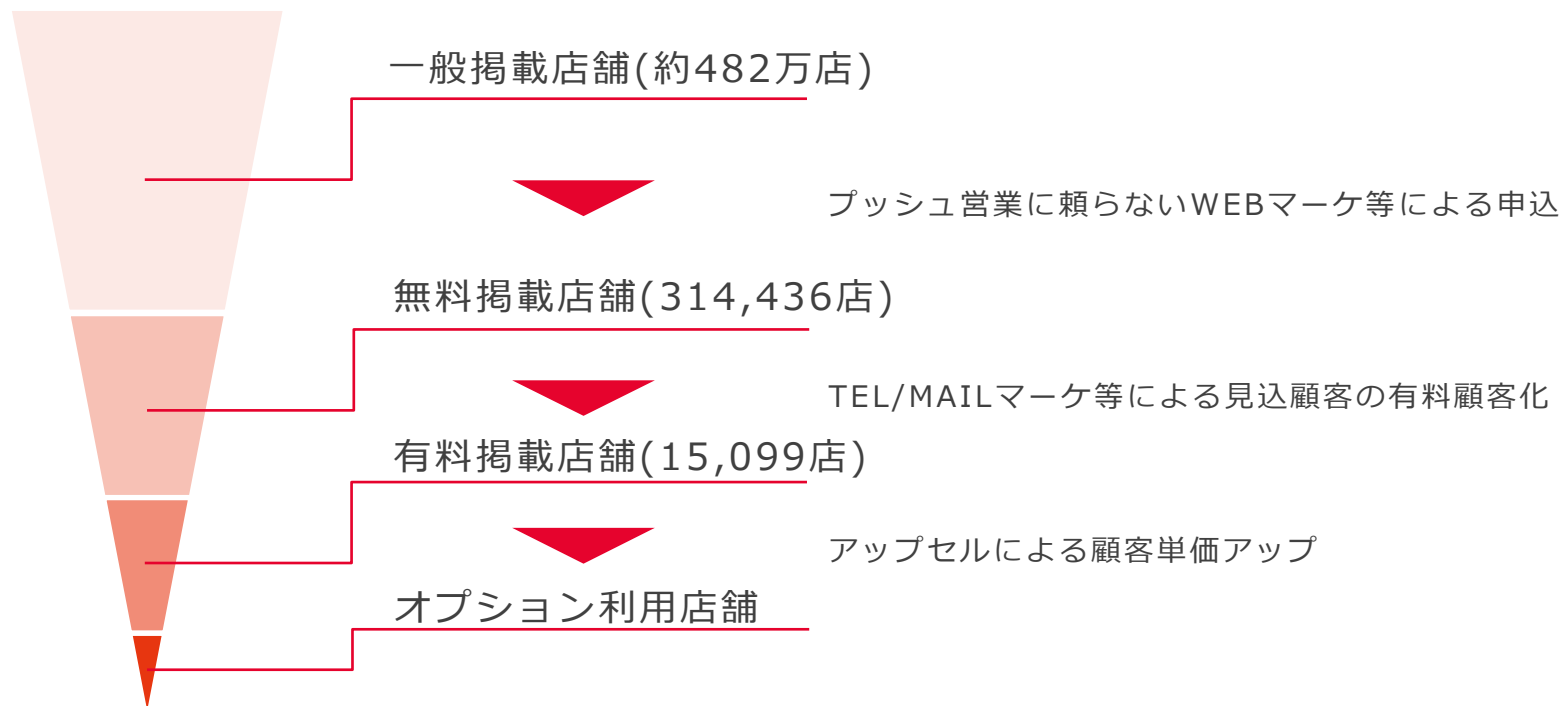 一般掲載店舗(約482万店)
プッシュ営業に頼らないWEBマーケ等による申込
無料掲載店舗(314,436店)
TEL/MAILマーケ等による見込顧客の有料顧客化
有料掲載店舗(15,099店)
アップセルによる顧客単価アップ
オプション利用店舗